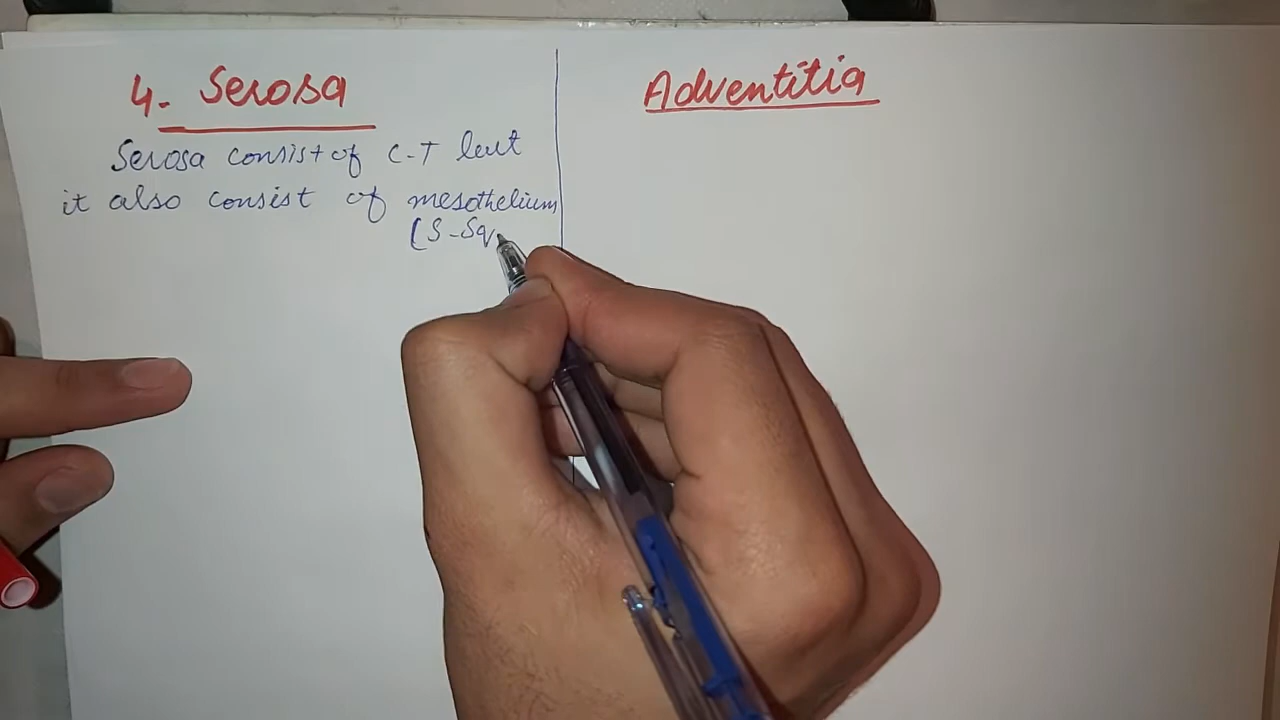 4. Serosa
Serosa consist of C-T but
it also consist of mesothelium
(S-Sq
Adventitia